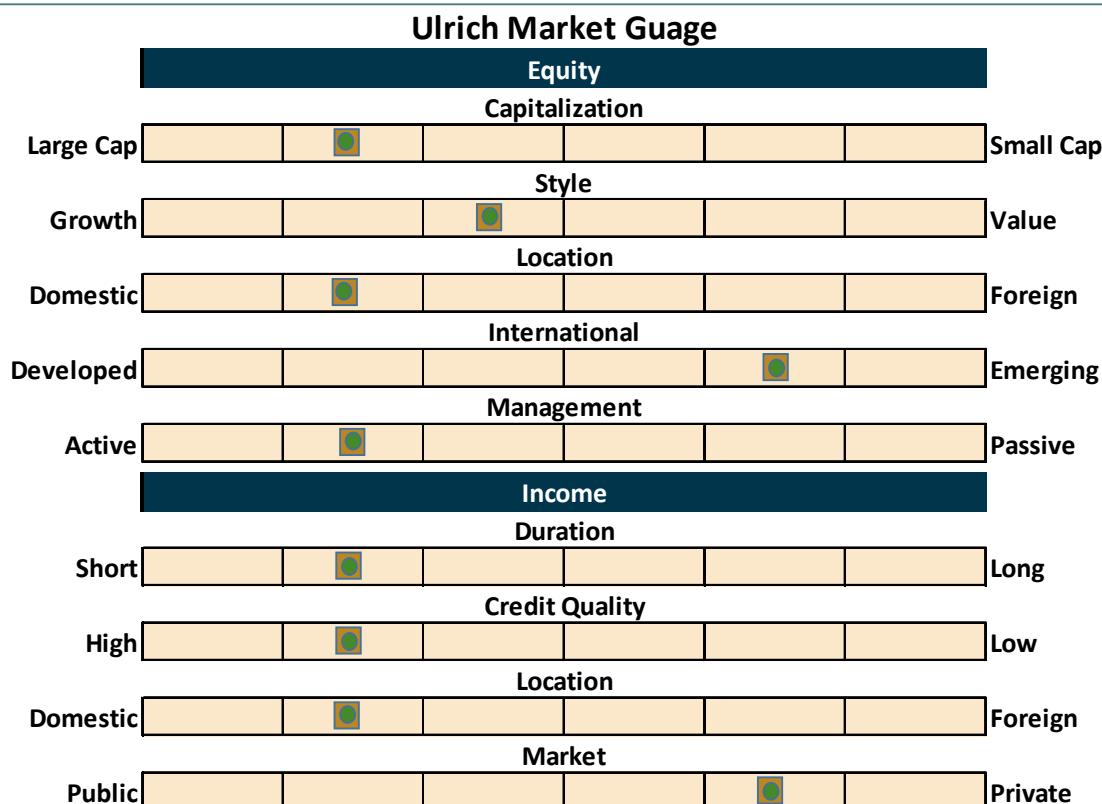 Ulrich Market Guage
Equity
Capitalization
Large Cap Small Cap
Style
Growth Value
Location
Domestic Foreign
International
Developed Emerging
Management
Active Passive
Income
Duration
Short Long
Credit Quality
High Low
Location
Domestic Foreign
Market
Public Private